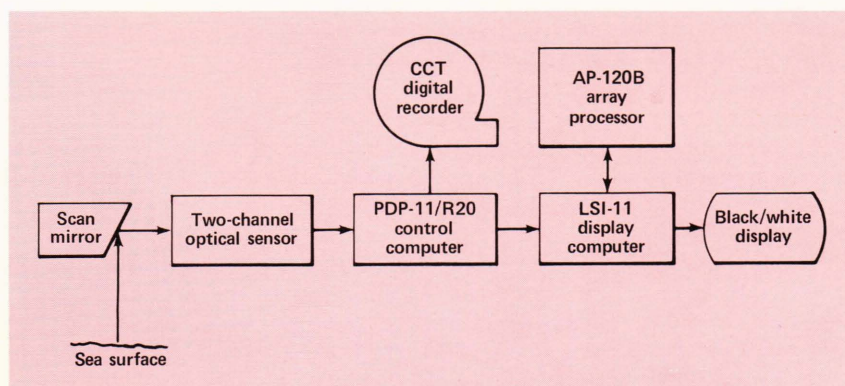 CCT
digital
recorder
AP-120B
array
processor
Scan
mirror
Two-channel
optical sensor
PDP-11/R20
control
computer
LSI-11
display
computer
Black/white
display
Sea surface